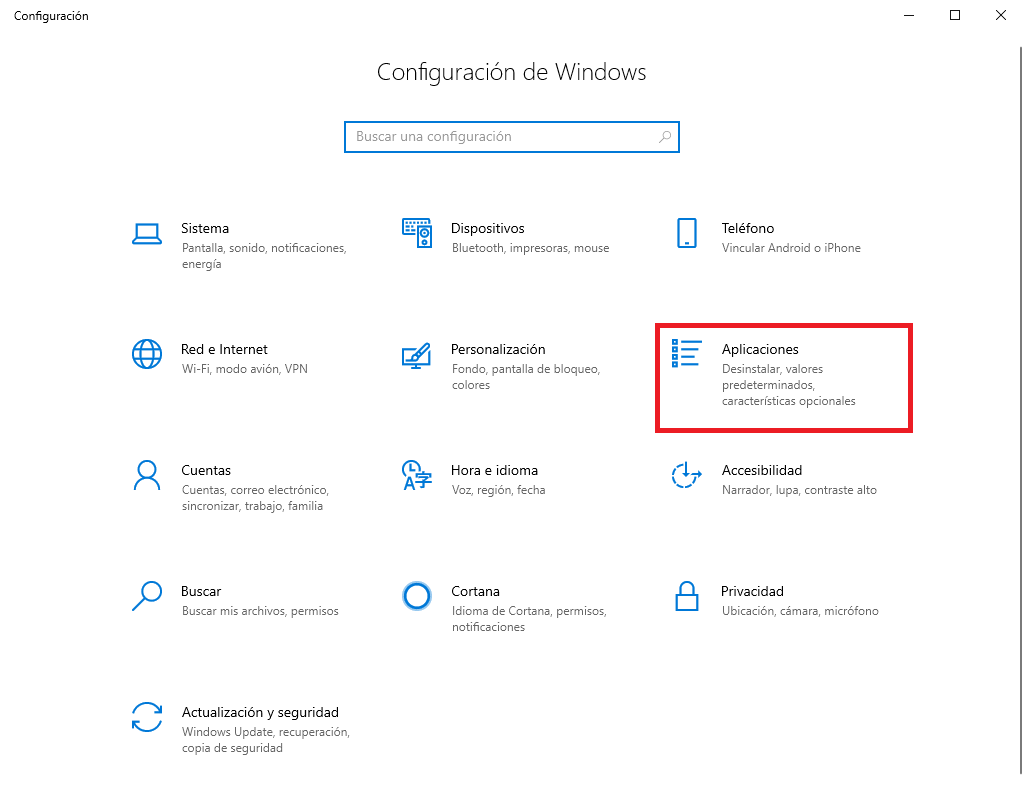 Configuración
Configuración de Windows
Buscar una configuración
Sistema
Pantalla, sonido, notificaciones,
energía
Dispositivos
Bluetooth, impresoras, mouse
Teléfono
Vincular Android o iPhone
Red e Internet
Wi-Fi, modo avión, VPN
Personalización
Fondo, pantalla de bloqueo,
colores
Aplicaciones
Desinstalar, valores
predeterminados,
características opcionales
Cuentas
Cuentas, correo electrónico,
sincronizar, trabajo, familia
Hora e idioma
Voz, región, fecha
Accesibilidad
Narrador, lupa, contraste alto
Buscar
Buscar mis archivos, permisos
Cortana
Idioma de Cortana, permisos,
notificaciones
Privacidad
Ubicación, cámara, micrófono
Actualización y seguridad
Windows Update, recuperación,
copia de seguridad